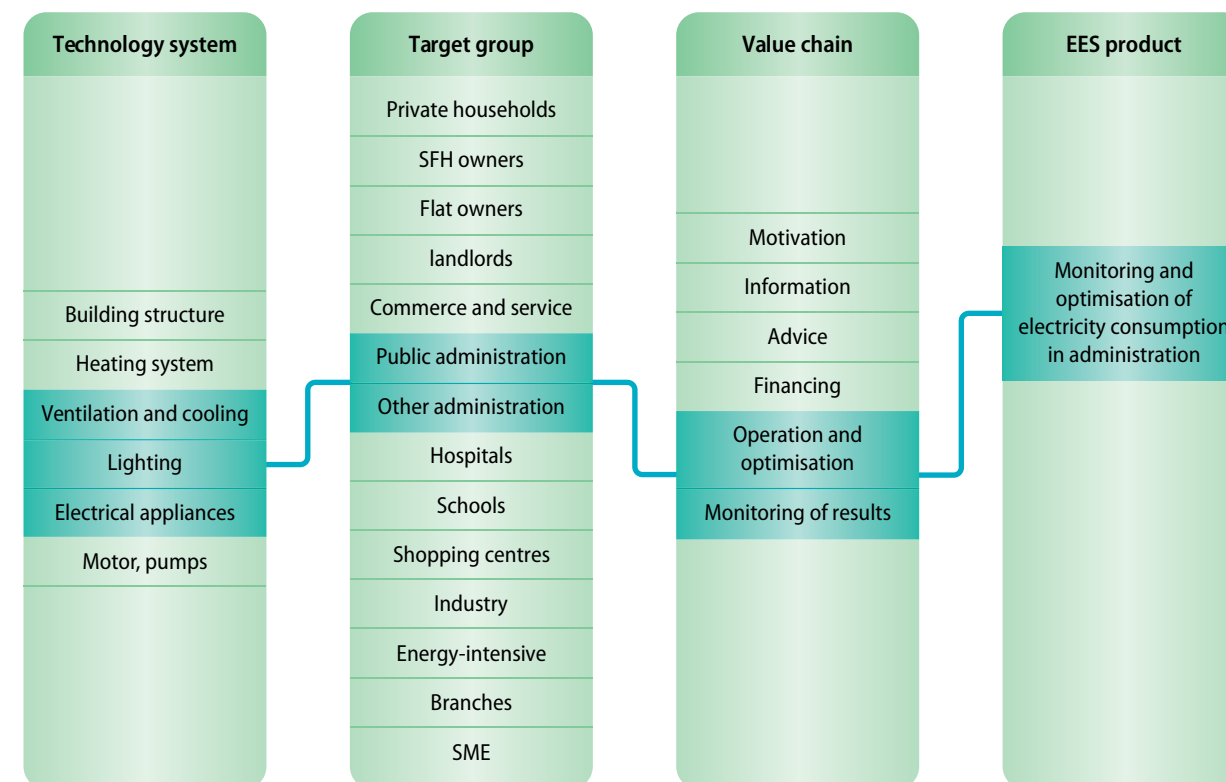 Technology system
Building structure
Heating system
Ventilation and cooling
Lighting
Electrical appliances
Motor, pumps
Target group
Private households
SFH owners
Flat owners
landlords
Commerce and service
Public administration
Other administration
Hospitals
Schools
Shopping centres
Industry
Energy-intensive
Branches
SME
Value chain
Motivation
Information
Advice
Financing
Operation and
optimisation
Monitoring of results
EES product
Monitoring and
optimisation of
electricity consumption
in administration